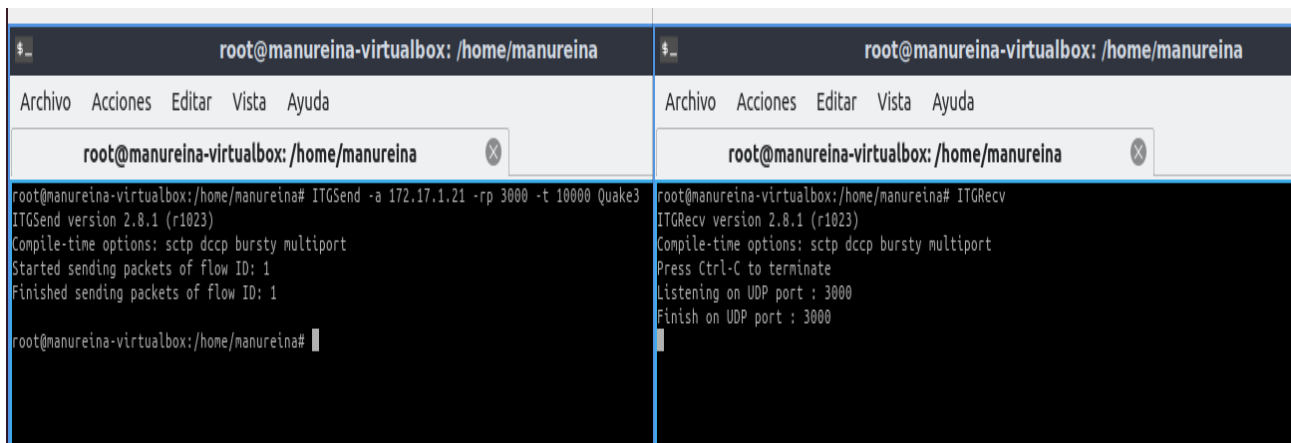 root@manureina-virtualbox: /home/manureina
Archivo Acciones Editar Vista Ayuda
root@manureina-virtualbox: /home/manureina
root@manureina-virtualbox:/home/manureina# ITGSend -a 172.17.1.21 -rp 3000 -t 10000 Quake3
ITGSend version 2.8.1 (r1023)
Compile-time options: sctp dccp bursty multiport
Started sending packets of flow ID: 1
Finished sending packets of flow ID: 1
root@manureina-virtualbox:/home/manureina#
root@manureina-virtualbox: /home/manureina
Archivo Acciones Editar Vista Ayuda
root@manureina-virtualbox: /home/manureina
root@manureina-virtualbox:/home/manureina# ITGRecv
ITGRecv version 2.8.1 (r1023)
Compile-time options: sctp dccp bursty multiport
Press Ctrl-C to terminate
Listening on UDP port : 3000
Finish on UDP port : 3000